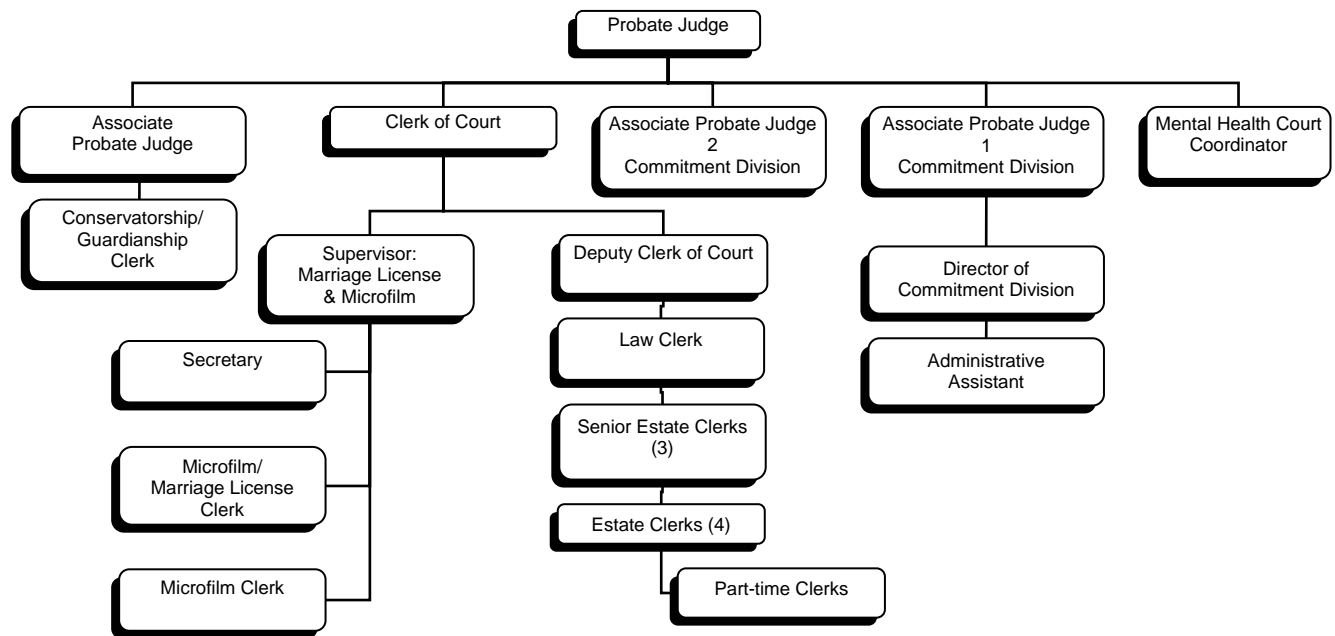 Probate Judge
Associate
Probate Judge
Clerk of Court
Associate Probate Judge
2
Commitment Division
Associate Probate Judge
1
Commitment Division
Mental Health Court
Coordinator
Conservatorship/
Guardianship
Clerk
Supervisor:
Marriage License
& Microfilm
Deputy Clerk of Court
Director of
Commitment Division
Secretary
Law Clerk
Administrative
Assistant
Senior Estate Clerks
(3)
Microfilm/
Marriage License
Clerk
Estate Clerks (4)
Microfilm Clerk
Part-time Clerks